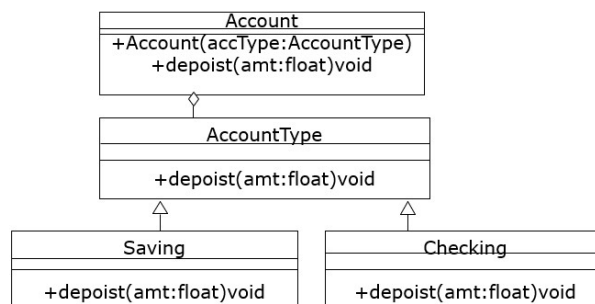 Account
+Account(accType:AccountType)
+depoist(amt:float)void
AccountType
+depoist(amt:float)void
Saving
+depoist(amt:float)void
Checking
+depoist(amt:float)void